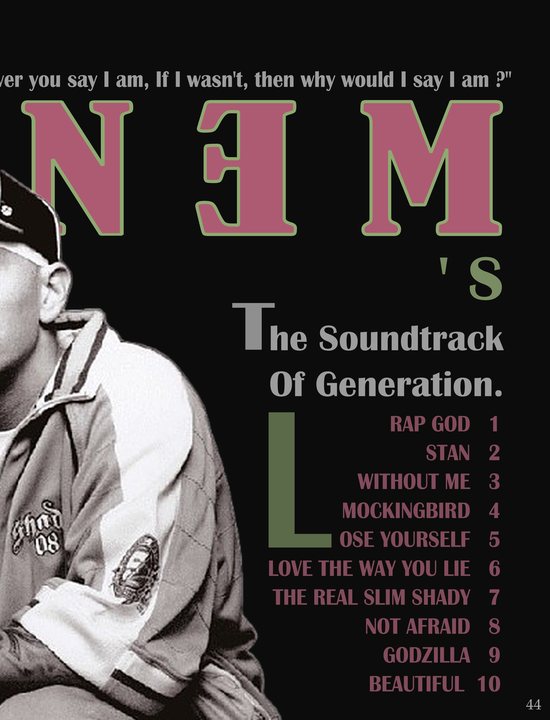 ver you say I am, If I wasn't, then why would I say I am ?"
NƎM
's
The Soundtrack
Of Generation.
RAP GOD 1
STAN 2
WITHOUT ME 3
MOCKINGBIRD 4
LOSE YOURSELF 5
LOVE THE WAY YOU LIE 6
THE REAL SLIM SHADY 7
NOT AFRAID 8
GODZILLA 9
BEAUTIFUL 10
shad
08
44